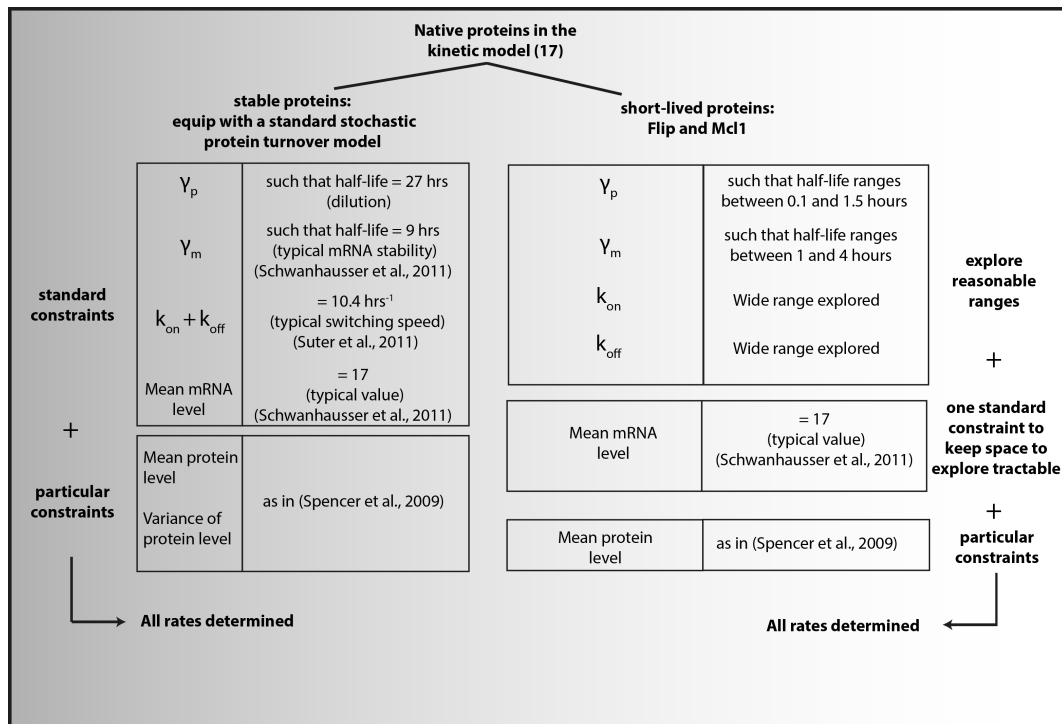 Native proteins in the
kinetic model (17)
stable proteins:
equip with a standard stochastic
protein turnover model
standard
constraints
γp
such that half-life = 27 hrs
(dilution)
γm
such that half-life = 9 hrs
(typical mRNA stability)
(Schwanhausser et al., 2011)
kon + koff
= 10.4 hrs-1
(typical switching speed)
(Suter et al., 2011)
Mean mRNA
level
= 17
(typical value)
(Schwanhausser et al., 2011)
+
particular
constraints
Mean protein
level
Variance of
protein level
as in (Spencer et al., 2009)
All rates determined
short-lived proteins:
Flip and Mcl1
γp
such that half-life ranges
between 0.1 and 1.5 hours
γm
such that half-life ranges
between 1 and 4 hours
kon
Wide range explored
koff
Wide range explored
explore
reasonable
ranges
+
Mean mRNA
level
= 17
(typical value)
(Schwanhausser et al., 2011)
one standard
constraint to
keep space to
explore tractable
+
Mean protein
level
as in (Spencer et al., 2009)
particular
constraints
All rates determined